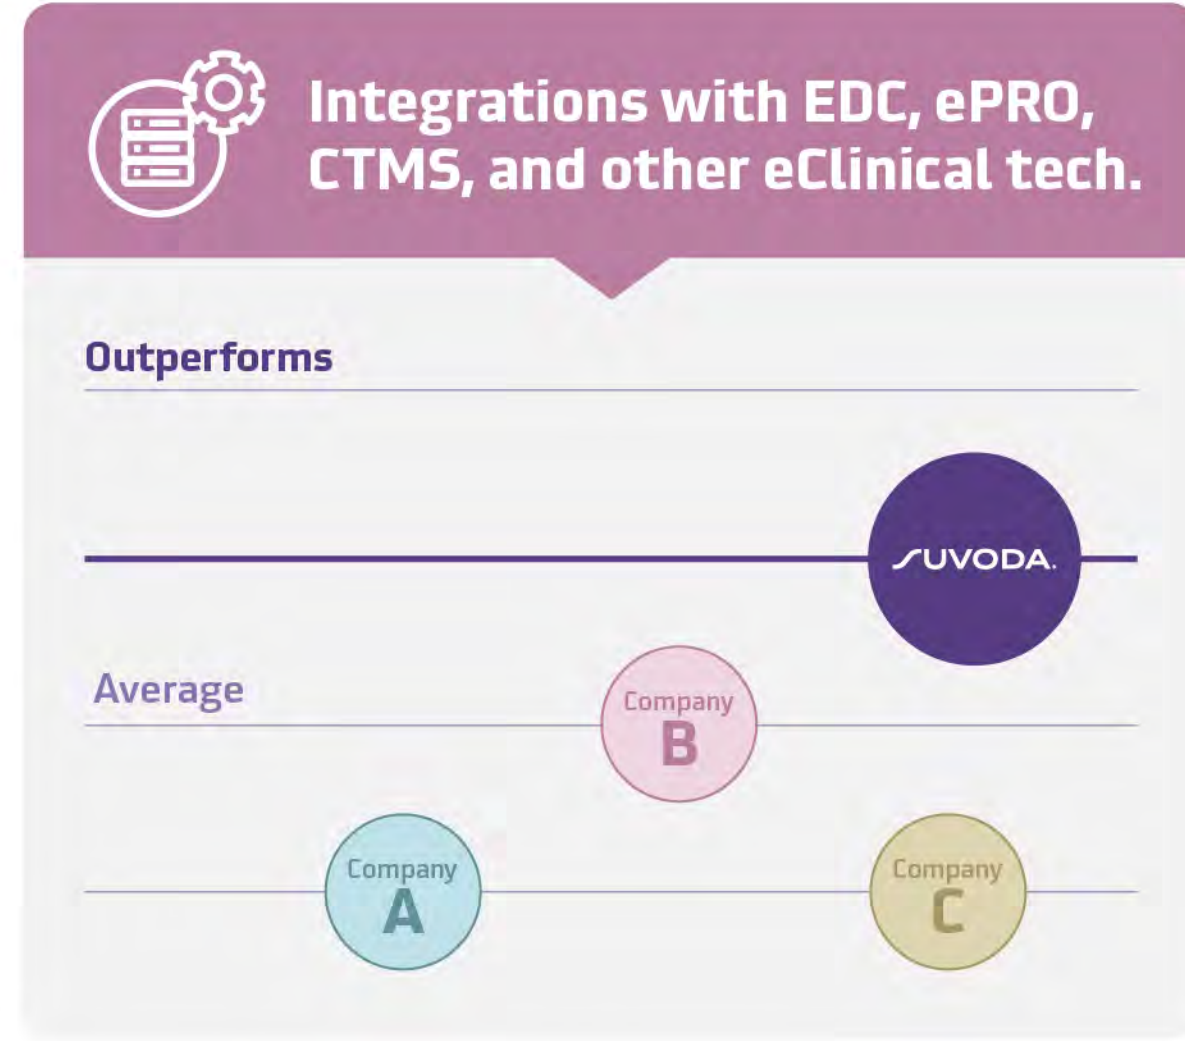 Integrations with EDC, ePRO,
CTMS, and other eClinical tech.
Outperforms
SUVODA.
Average
Company
B
Company
A
Company
C